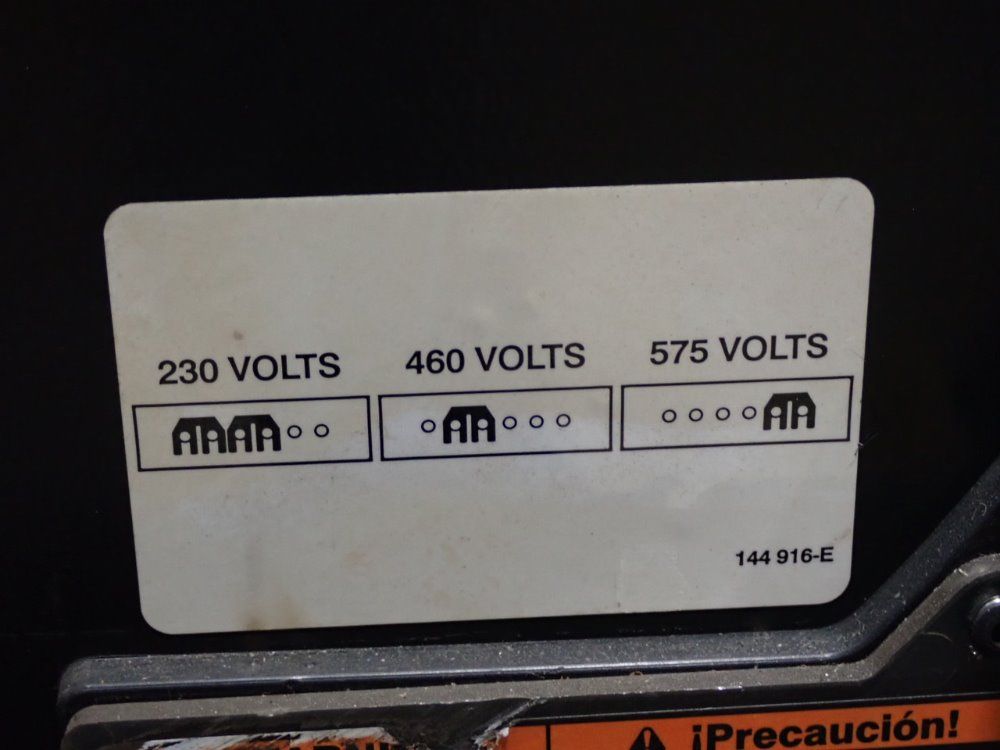 230 VOLTS 460 VOLTS 575 VOLTS
144 916-E
¡Precaución!